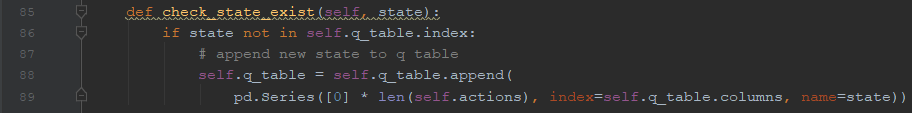 85 def check_state_exist(self, state):
86 if state not in self.q_table.index:
87 # append new state to q table
88 self.q_table = self.q_table.append(
89 pd.Series([0] * len(self.actions), index=self.q_table.columns, name=state))